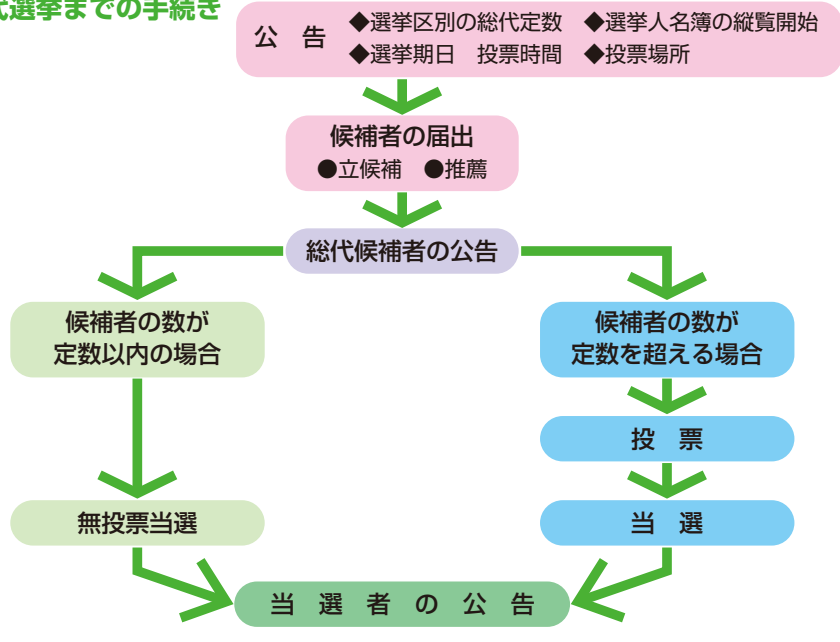 代選挙までの手続き
公　告
◆選挙区別の総代定数　◆選挙人名簿の縦覧開始
◆選挙期日　投票時間　◆投票場所
候補者の届出
●立候補　●推薦
総代候補者の公告
候補者の数が
定数以内の場合
候補者の数が
定数を超える場合
投　票
無投票当選
当　選
当　選　者　の　公　告